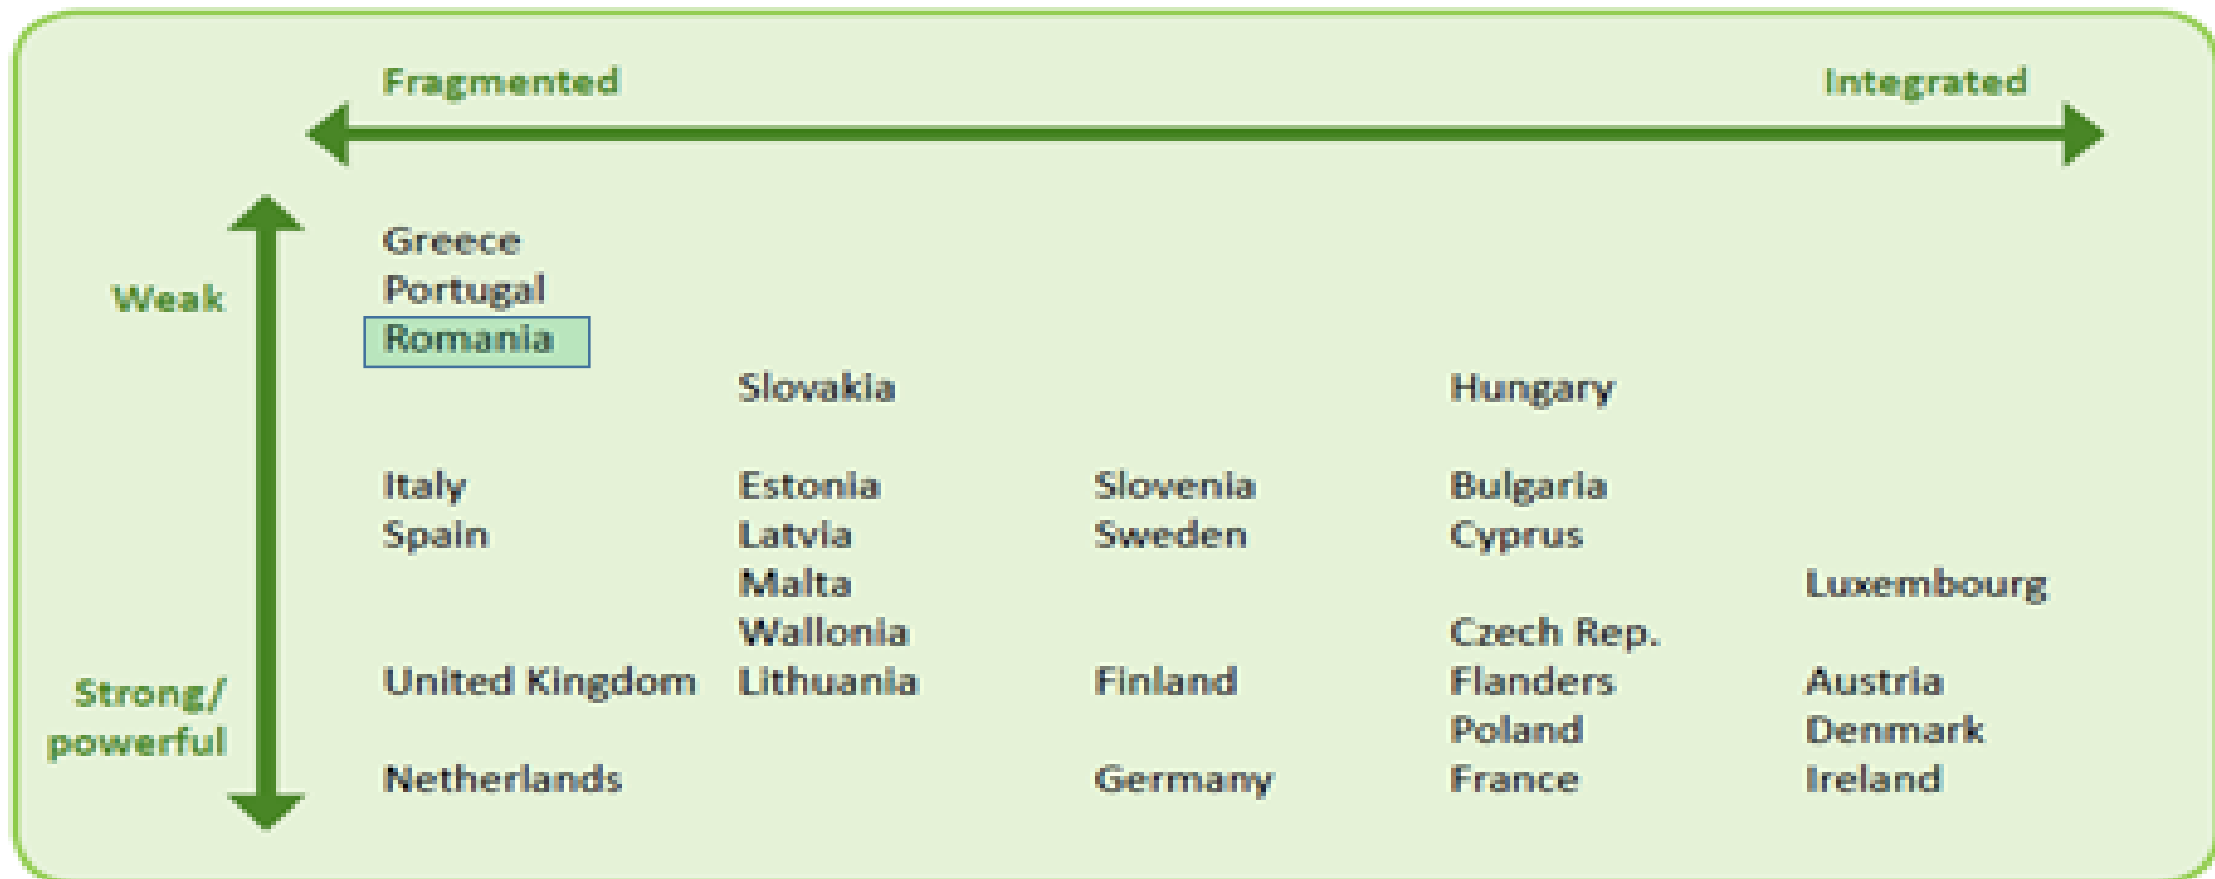 Fragmented Integrated
Greece
Weak Portugal
Romania
Slovakia Hungary
Italy Estonia Slovenia Bulgaria
Spain Latvia Sweden Cyprus
Malta Luxembourg
Wallonia Czech Rep.
Strong/ United Kingdom Lithuania Finland Flanders Austria
powerful Poland Denmark
Netherlands Germany France Ireland